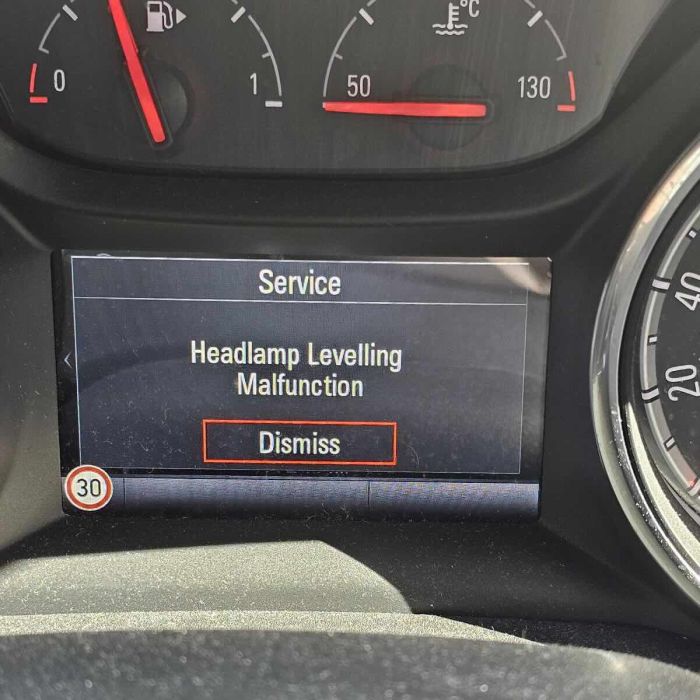 0
1
50
°C
130
Service
Headlamp Levelling
Malfunction
Dismiss
30
40
20